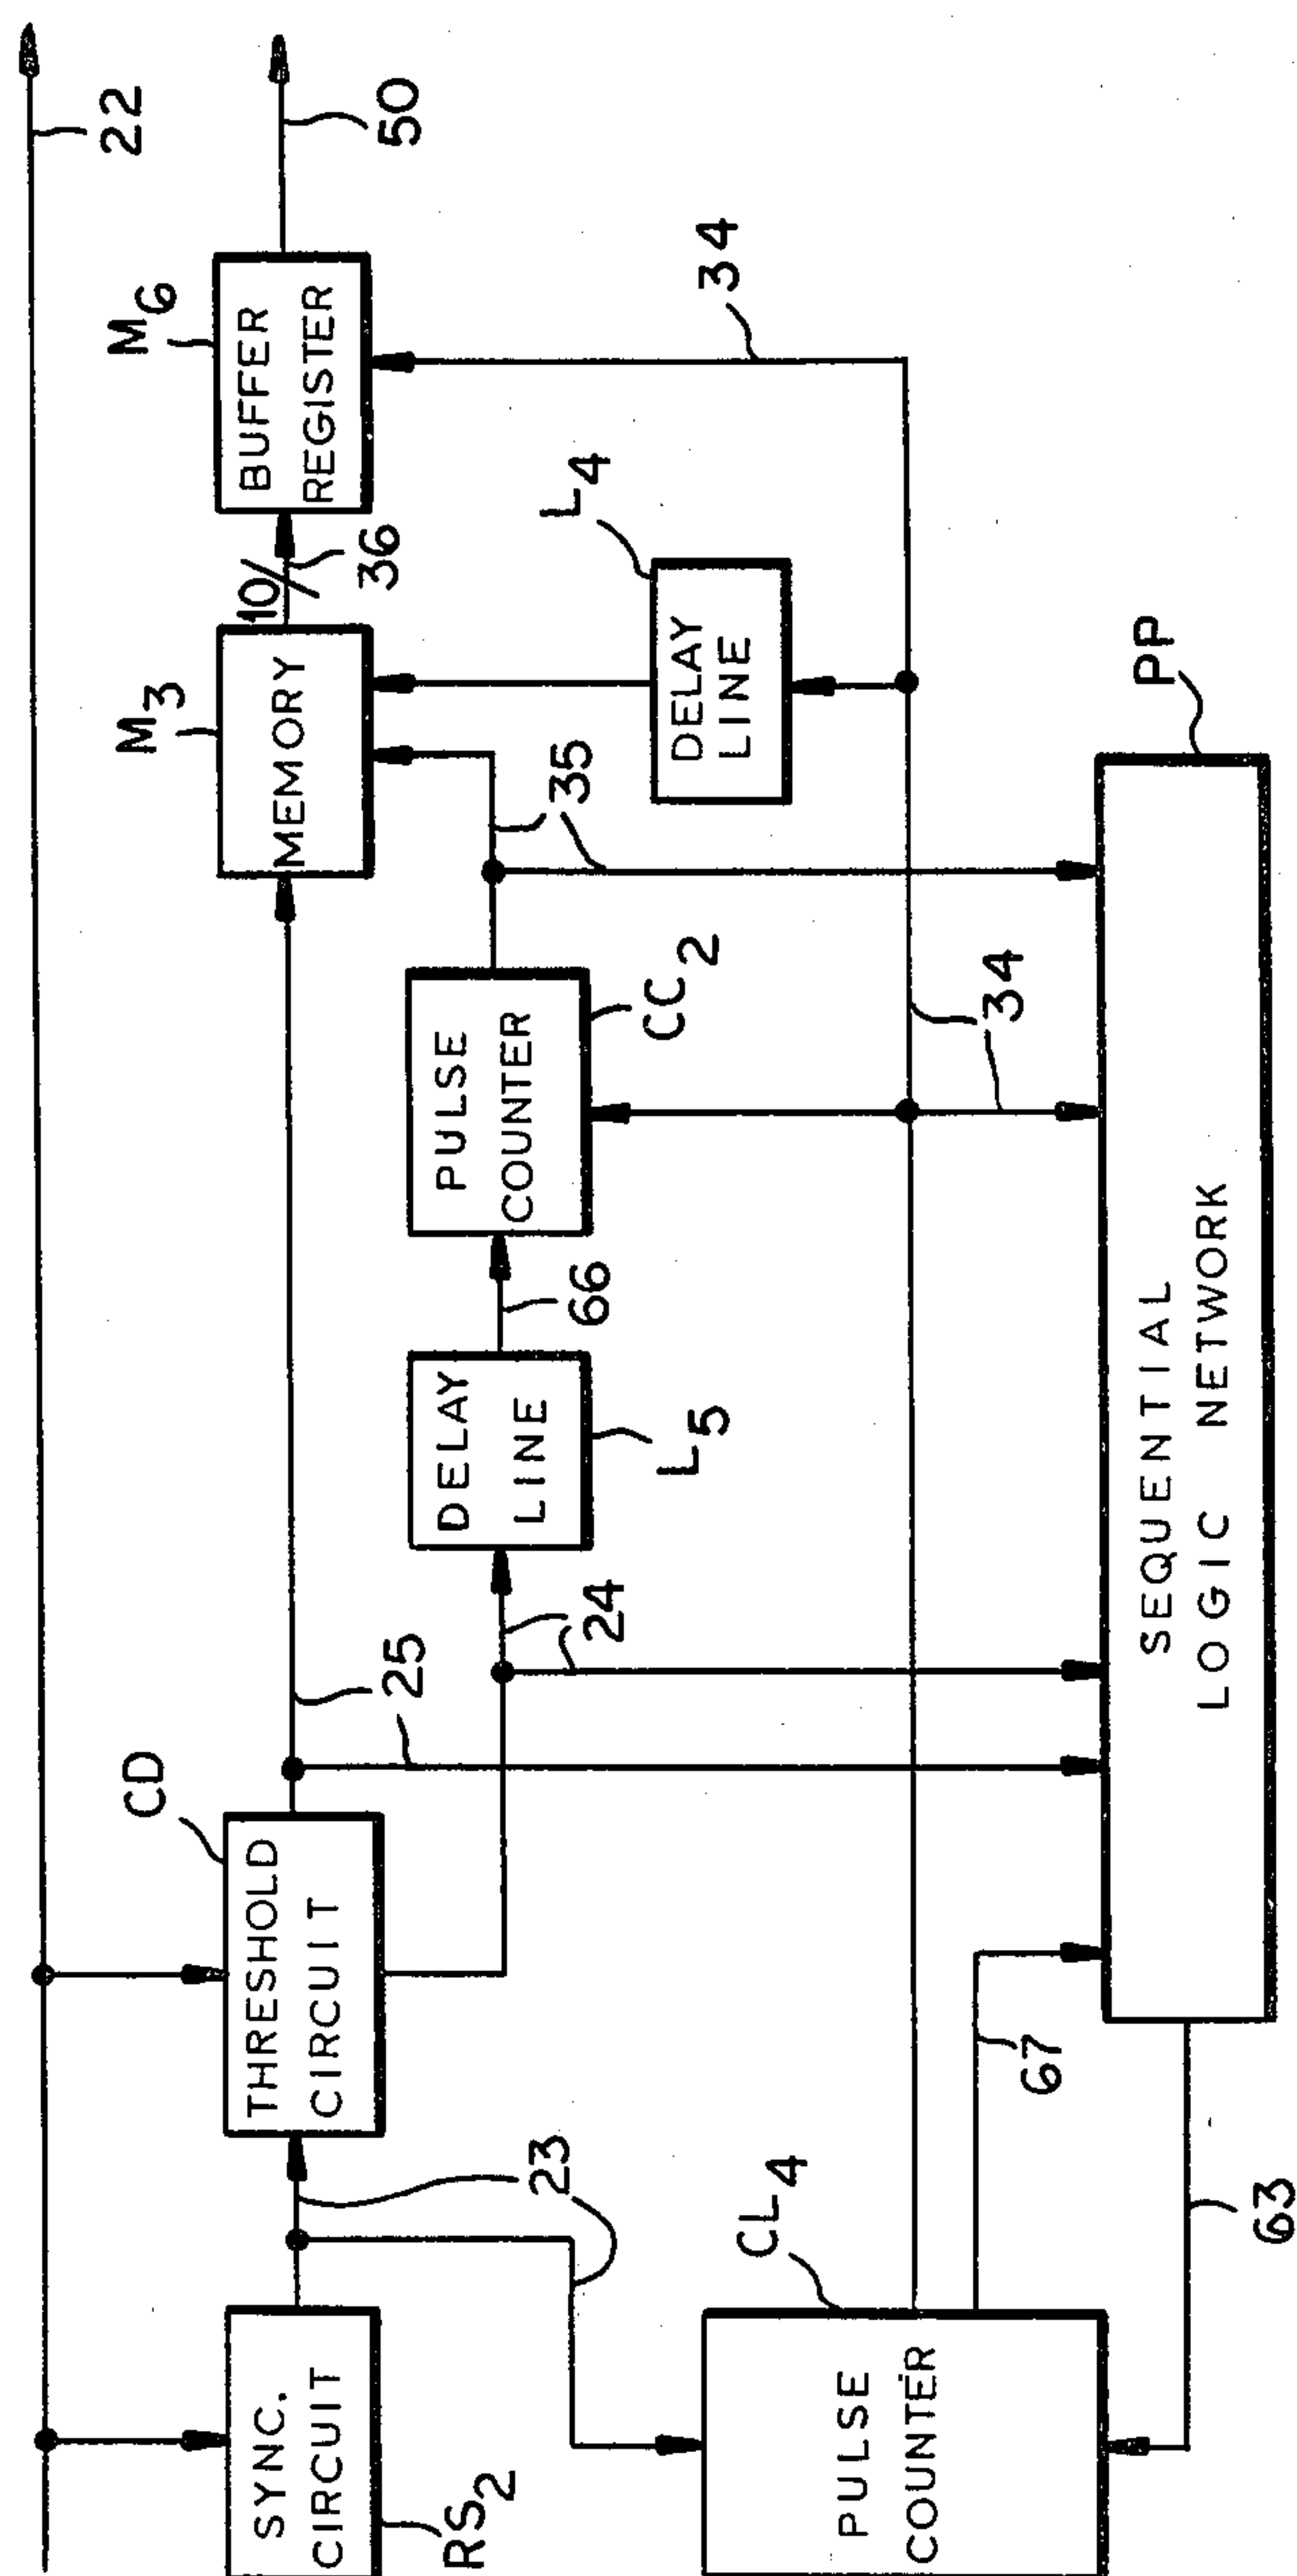 22
50
M6
BUFFER
REGISTER
34
10
36
L4
DELAY
LINE
M3
MEMORY
35
PP
CC2
PULSE
COUNTER
34
66
DELAY
LINE
L5
24
25
SEQUENTIAL
LOGIC NETWORK
CD
THRESHOLD
CIRCUIT
67
23
63
CL4
PULSE
COUNTER
SYNC.
CIRCUIT
RS2